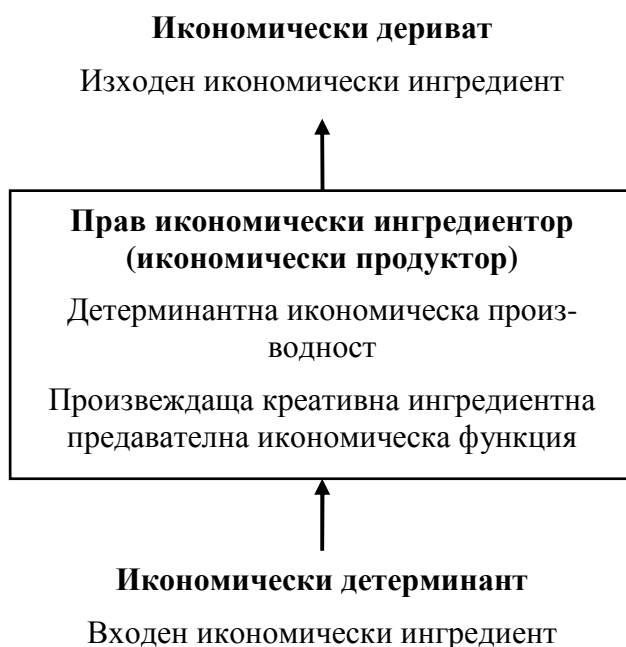 Икономически дериват
Изходен икономически ингредиент
Прав икономически ингредиентор
(икономически продуктор)
Детерминантна икономическа произ-
водност
Произвеждаща креативна ингредиентна
предавателна икономическа функция
Икономически детерминант
Входен икономически ингредиент